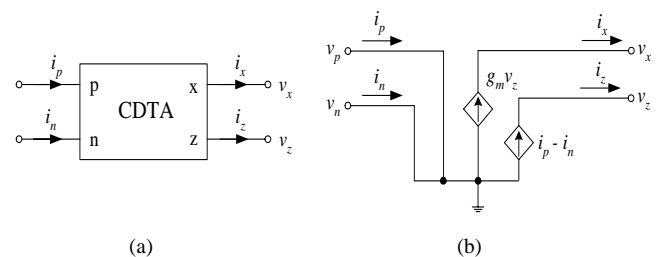 i_p
p
i_n
n
CDTA
x
i_x
v_x
z
i_z
v_z
(a)
v_p
i_p
v_n
i_n
g_m v_z
i_x
v_x
i_z
v_z
i_p - i_n
(b)